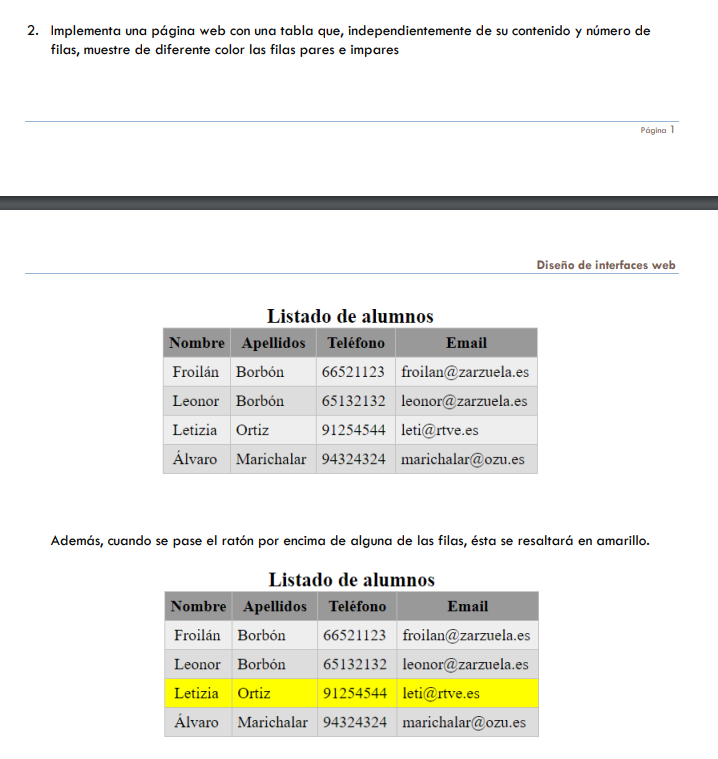 2. Implementa una página web con una tabla que, independientemente de su contenido y número de
filas, muestre de diferente color las filas pares e impares
Página 1
Diseño de interfaces web
Listado de alumnos
Nombre Apellidos Teléfono Email
Froilán Borbón 66521123 froilan@zarzuela.es
Leonor Borbón 65132132 leonor@zarzuela.es
Letizia Ortiz 91254544 leti@rtve.es
Álvaro Marichalar 94324324 marichalar@ozu.es
Además, cuando se pase el ratón por encima de alguna de las filas, ésta se resaltará en amarillo.
Listado de alumnos
Nombre Apellidos Teléfono Email
Froilán Borbón 66521123 froilan@zarzuela.es
Leonor Borbón 65132132 leonor@zarzuela.es
Letizia Ortiz 91254544 leti@rtve.es
Álvaro Marichalar 94324324 marichalar@ozu.es